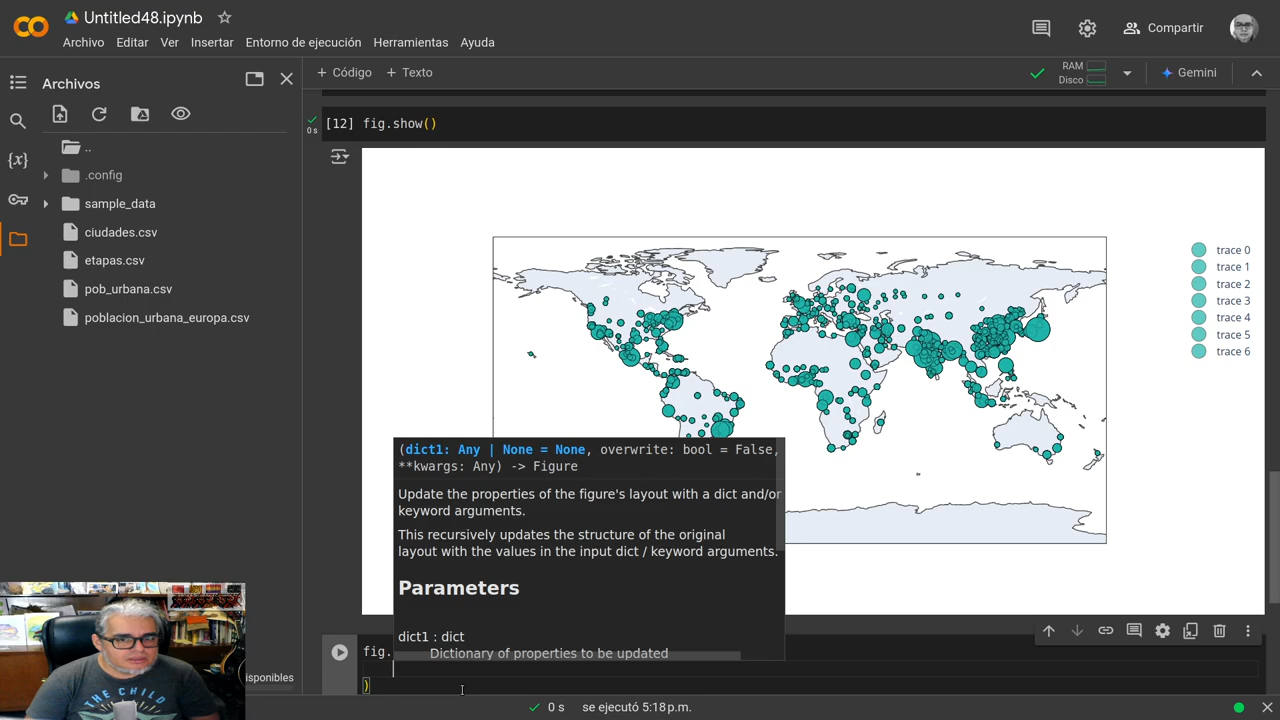 Untitled48.ipynb
Archivo Editar Ver Insertar Entorno de ejecución Herramientas Ayuda
Compartir
Archivos
+ Código + Texto
RAM
Disco
Gemini
..
.config
sample_data
ciudades.csv
etapas.csv
pob_urbana.csv
poblacion_urbana_europa.csv
{x}
0 s
[12] fig.show()
trace 0
trace 1
trace 2
trace 3
trace 4
trace 5
trace 6
(dict1: Any | None = None, overwrite: bool = False,
**kwargs: Any) -> Figure
Update the properties of the figure's layout with a dict and/or
keyword arguments.
This recursively updates the structure of the original
layout with the values in the input dict / keyword arguments.
Parameters
dict1 : dict
Dictionary of properties to be updated
fig.
)
isponibles
THE CHILD
0 s se ejecutó 5:18 p.m.